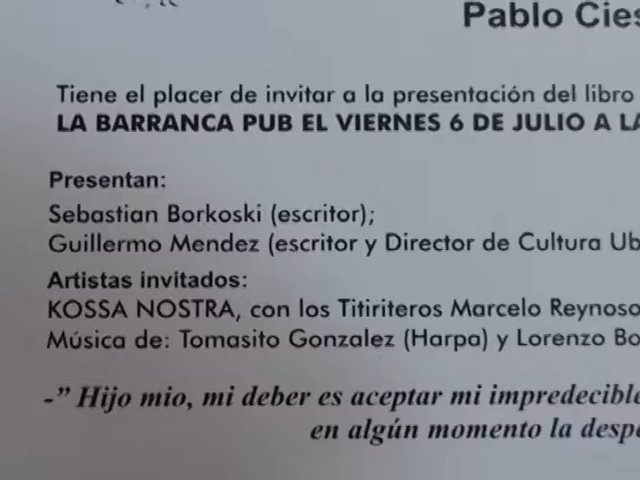 Pablo
Tiene el placer de invitar a la presentación del libro
LA BARRANCA PUB EL VIERNES 6 DE JULIO A
Presentan:
Sebastian Borkoski (escritor);
Guillermo Mendez (escritor y Director de Cultura
Artistas invitados:
KOSSA NOSTRA, con los Titiriteros Marcelo Reynoso
Música de: Tomasito Gonzalez (Harpa) y Lorenzo
-” Hijo mio, mi deber es aceptar mi impredecible
en algún momento la